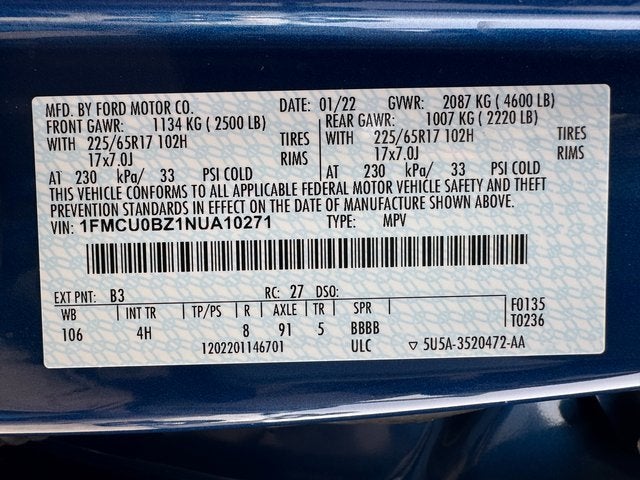 MFD. BY FORD MOTOR CO. DATE: 01/22 GVWR: 2087 KG ( 4600 LB)
FRONT GAWR: 1134 KG ( 2500 LB) REAR GAWR: 1007 KG ( 2220 LB)
WITH 225/65R17 102H TIRES WITH 225/65R17 102H TIRES
17x7.0J RIMS 17x7.0J RIMS
AT 230 kPa/ 33 PSI COLD AT 230 kPa/ 33 PSI COLD
THIS VEHICLE CONFORMS TO ALL APPLICABLE FEDERAL MOTOR VEHICLE SAFETY AND THEFT
PREVENTION STANDARDS IN EFFECT ON THE DATE OF MANUFACTURE SHOWN ABOVE.
VIN: 1FMCU0BZ1NUA10271 TYPE: MPV
EXT PNT: B3 RC: 27 DSO:
WB INT TR TP/PS R AXLE TR SPR
106 4H 8 91 5 BBBB
1202201146701 ULC ▽ 5U5A-3520472-AA
F0135
T0236